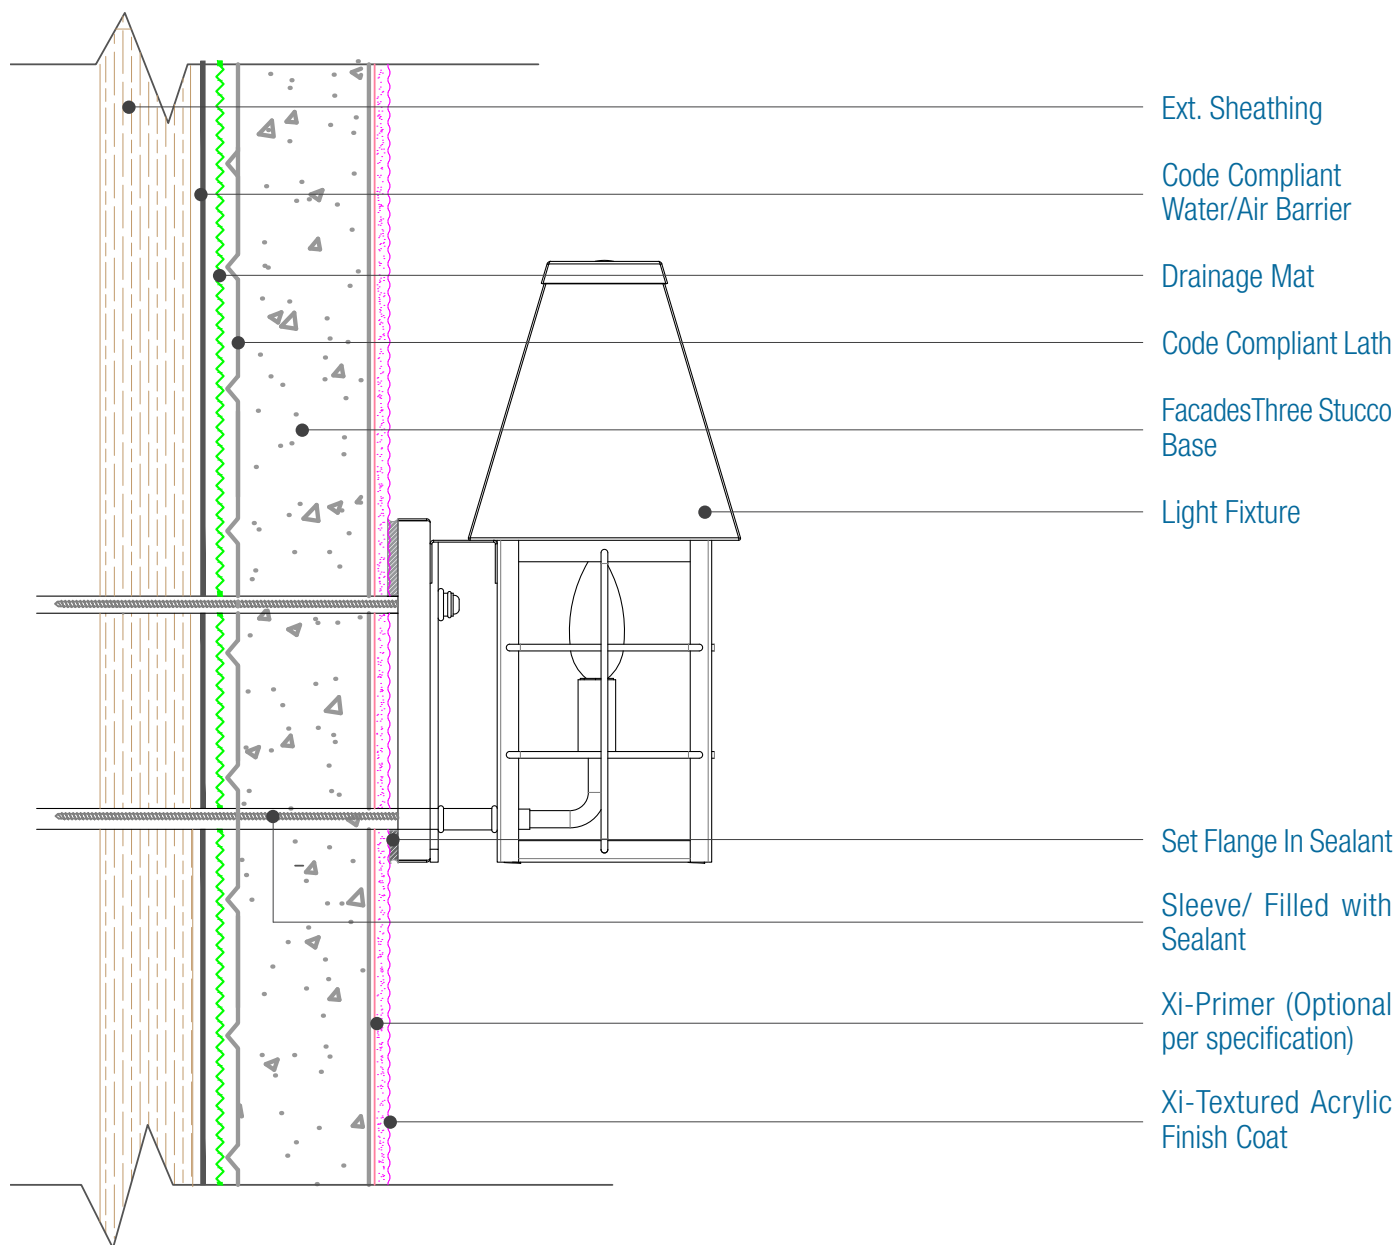 Ext. Sheathing
Code Compliant
Water/Air Barrier
Drainage Mat
Code Compliant Lath
FacadesThree Stucco
Base
Light Fixture
Set Flange In Sealant
Sleeve/ Filled with
Sealant
Xi-Primer (Optional
per specification)
Xi-Textured Acrylic
Finish Coat